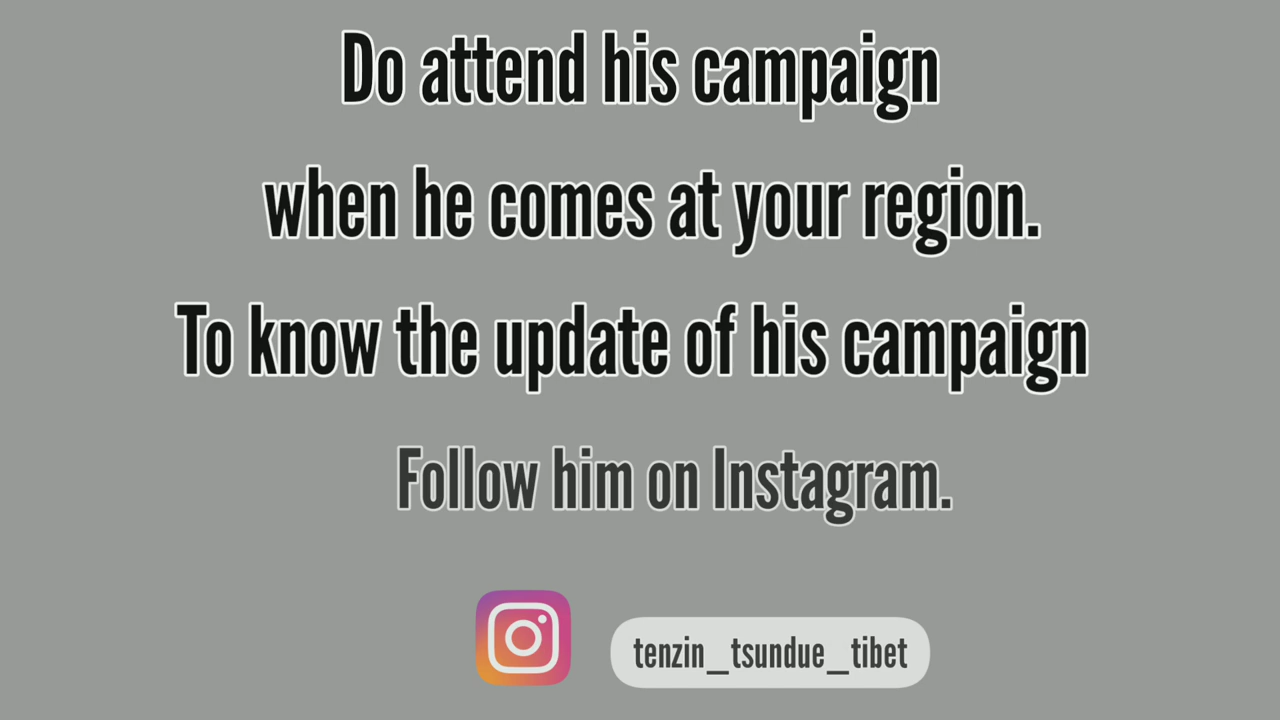 Do attend his campaign
when he comes at your region.
To know the update of his campaign
Follow him on Instagram.
tenzin_tsundue_tibet